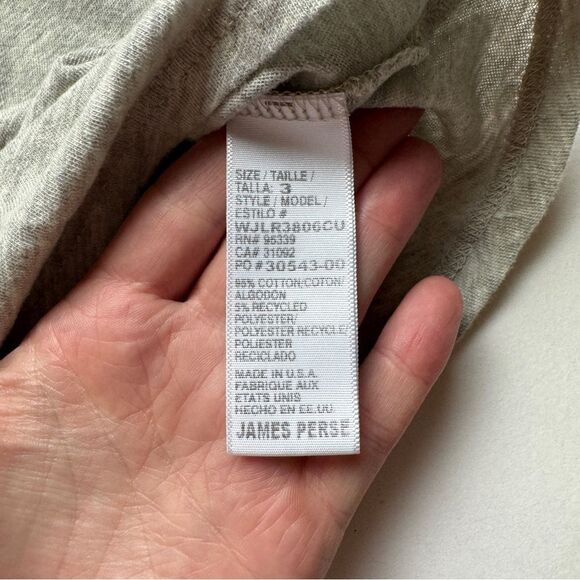 SIZE / TAILLE /
TALLA: 3
STYLE / MODEL /
ESTILO #
WJLR3806CU
RN# 95339
CA# 31092
PO # 30543-00
95% COTTON/COTON/
ALGODON
5% RECYCLED
POLYESTER/
POLYESTER RECYCLE/
POLIESTER
RECICLADO
MADE IN U.S.A.
FABRIQUE AUX
ETATS UNIS
HECHO EN EE.UU.
JAMES PERSE